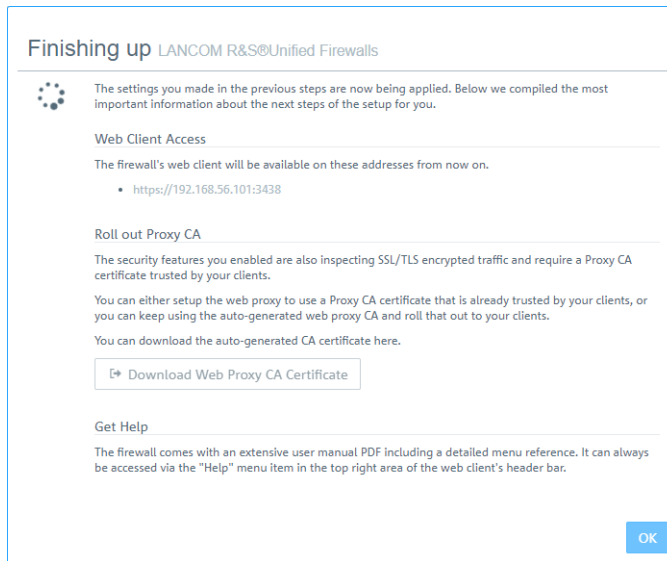 Finishing up LANCOM R&S®Unified Firewalls
The settings you made in the previous steps are now being applied. Below we compiled the most
important information about the next steps of the setup for you.
Web Client Access
The firewall's web client will be available on these addresses from now on.
• https://192.168.56.101:3438
Roll out Proxy CA
The security features you enabled are also inspecting SSL/TLS encrypted traffic and require a Proxy CA
certificate trusted by your clients.
You can either setup the web proxy to use a Proxy CA certificate that is already trusted by your clients, or
you can keep using the auto-generated web proxy CA and roll that out to your clients.
You can download the auto-generated CA certificate here.
Download Web Proxy CA Certificate
Get Help
The firewall comes with an extensive user manual PDF including a detailed menu reference. It can always
be accessed via the "Help" menu item in the top right area of the web client's header bar.
OK